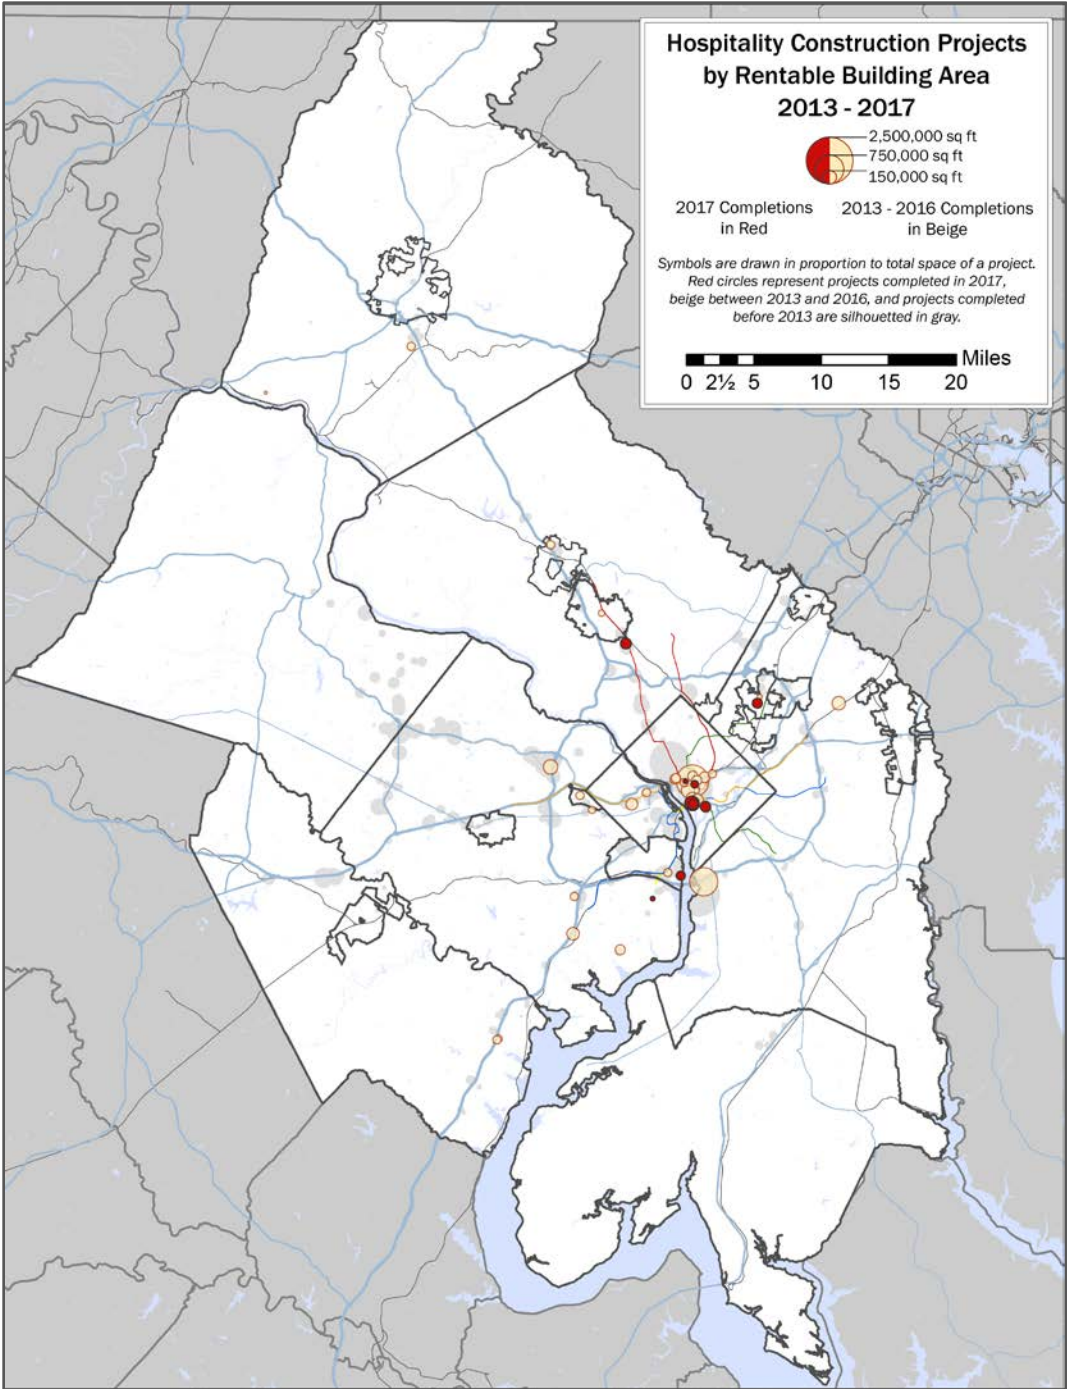 Hospitality Construction Projects
by Rentable Building Area
2013 - 2017
2,500,000 sq ft
750,000 sq ft
150,000 sq ft
2017 Completions
in Red
2013 - 2016 Completions
in Beige
Symbols are drawn in proportion to total space of a project.
Red circles represent projects completed in 2017,
beige between 2013 and 2016, and projects completed
before 2013 are silhouetted in gray.
Miles
0 2½ 5 10 15 20